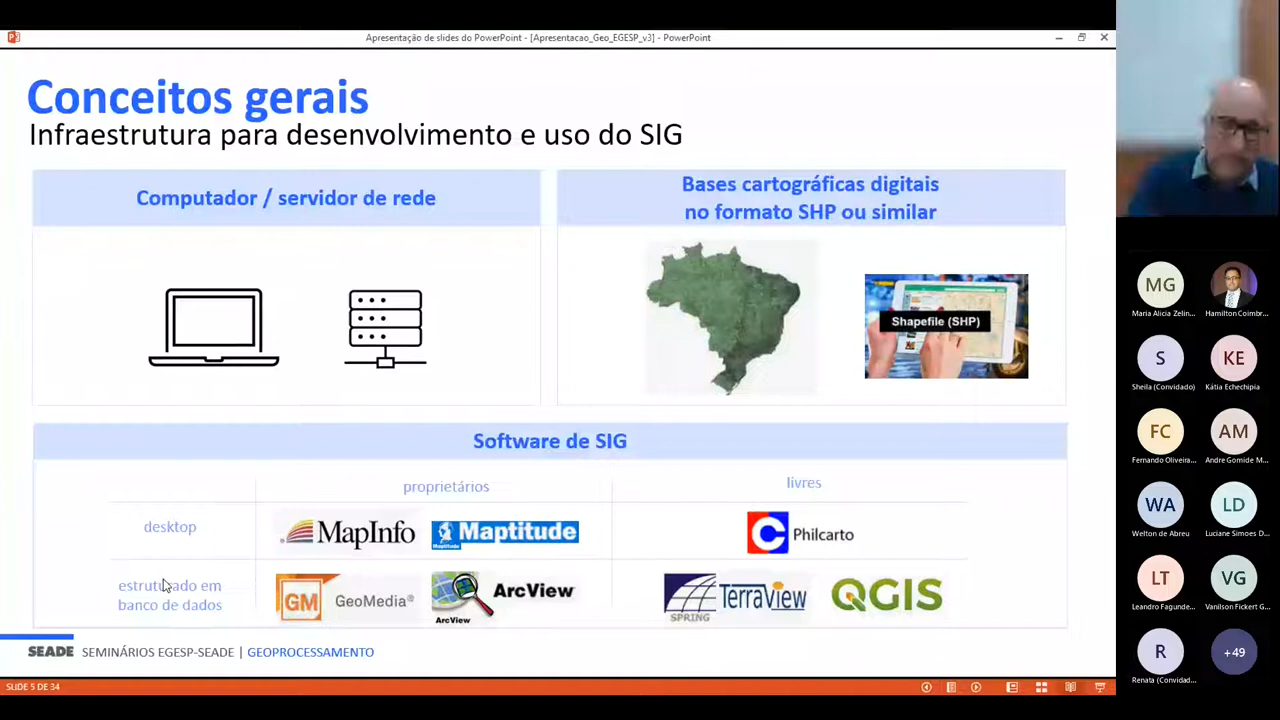 Apresentação de slides do PowerPoint - [Apresentacao_Geo_EGESP_v3] - PowerPoint
Conceitos gerais
Infraestrutura para desenvolvimento e uso do SIG
Computador / servidor de rede
Bases cartográficas digitais
no formato SHP ou similar
Shapefile (SHP)
Software de SIG
proprietários
livres
desktop
MapInfo
Maptitude
Maptitude
C
Philcarto
estruturado em
banco de dados
GM
GeoMedia®
ArcView
ArcView
SPRING
TerraView
QGIS
SEADE
SEMINÁRIOS EGESP-SEADE | GEOPROCESSAMENTO
SLIDE 5 DE 34
MG
Maria Alicia Zelin...
Hamilton Coimbr...
S
Sheila (Convidado)
KE
Kátia Echechipia
FC
Fernando Oliveira...
AM
Andre Gomide M...
WA
Welton de Abreu
LD
Luciane Simoes D...
LT
Leandro Fagunde...
VG
Vanilson Fickert G...
R
Renata (Convidad...
+49